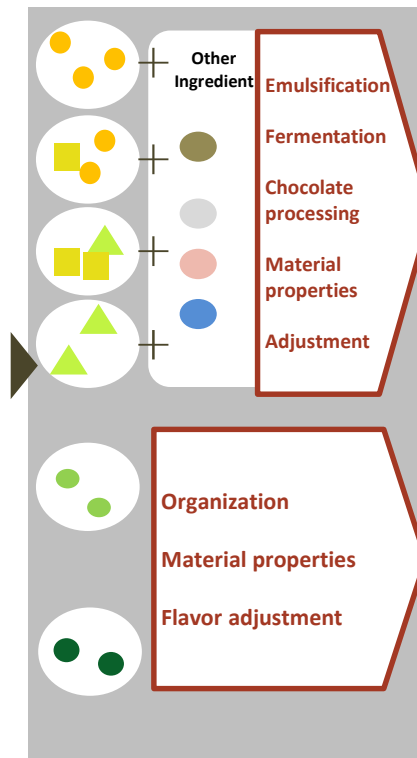 Other
Ingredient
Emulsification
Fermentation
Chocolate
processing
Material
properties
Adjustment
Organization
Material properties
Flavor adjustment